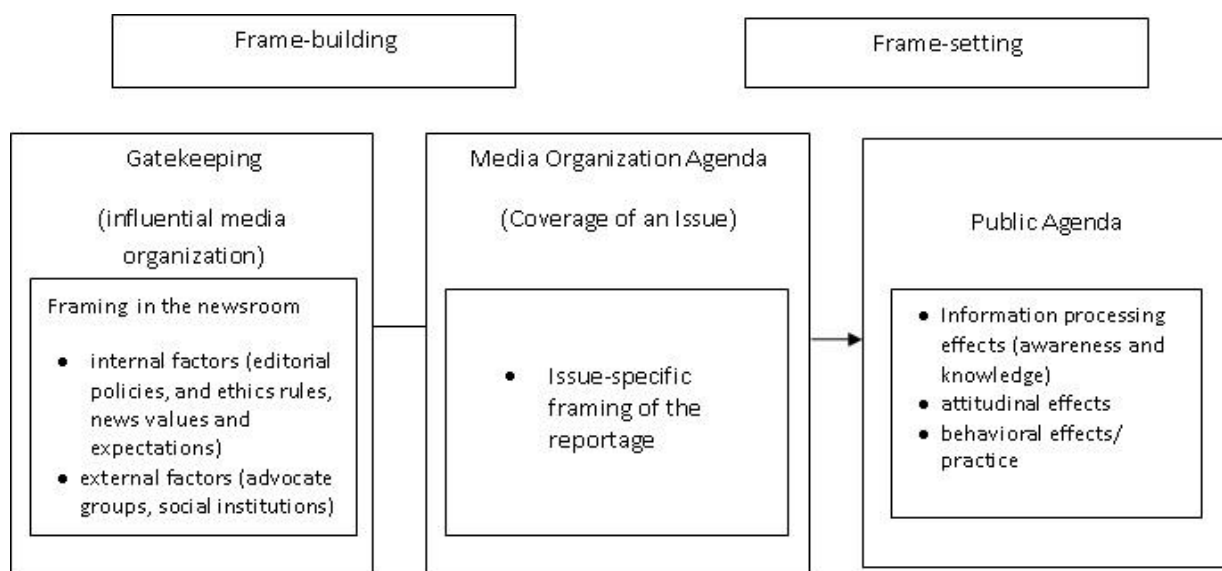 Frame-building
Frame-setting
Gatekeeping
(influential media
organization)
Framing in the newsroom
● internal factors (editorial
policies, and ethics rules,
news values and
expectations)
● external factors (advocate
groups, social institutions)
Media Organization Agenda
(Coverage of an Issue)
● Issue-specific
framing of the
reportage
Public Agenda
● Information processing
effects (awareness and
knowledge)
● attitudinal effects
● behavioral effects/
practice